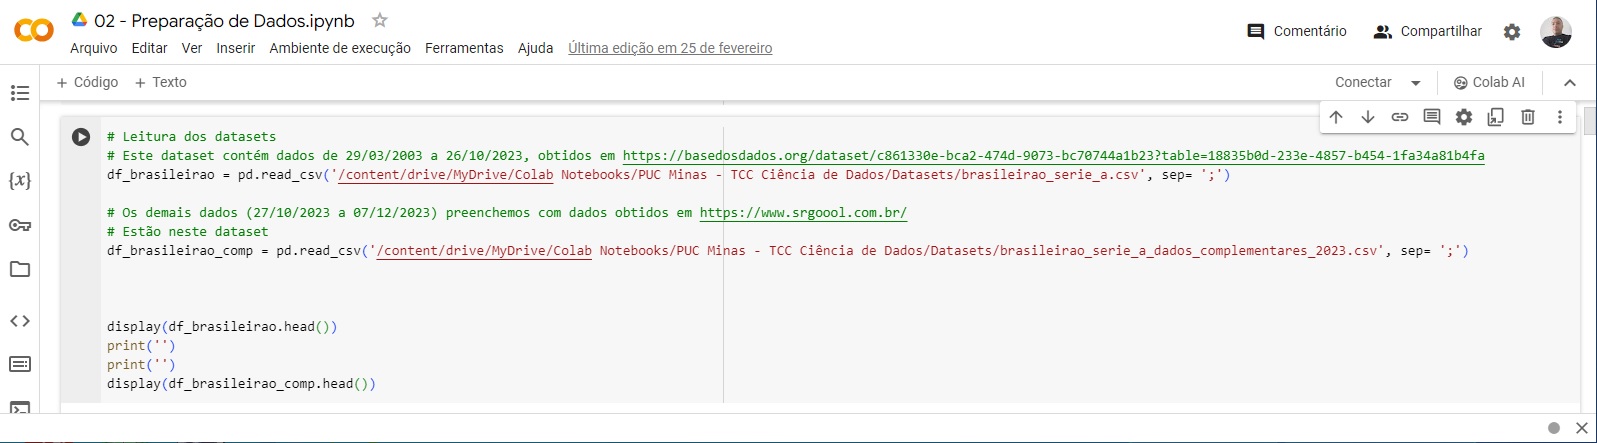 02 - Preparação de Dados.ipynb
Arquivo Editar Ver Inserir Ambiente de execução Ferramentas Ajuda Última edição em 25 de fevereiro
Comentário Compartilhar
+ Código + Texto
Conectar Colab AI
# Leitura dos datasets
# Este dataset contém dados de 29/03/2003 a 26/10/2023, obtidos em https://basedosdados.org/dataset/c861330e-bca2-474d-9073-bc70744a1b23?table=18835b0d-233e-4857-b454-1fa34a81b4fa
df_brasileirao = pd.read_csv('/content/drive/MyDrive/Colab Notebooks/PUC Minas - TCC Ciência de Dados/Datasets/brasileirao_serie_a.csv', sep= ';')
# Os demais dados (27/10/2023 a 07/12/2023) preenchemos com dados obtidos em https://www.srgoool.com.br/
# Estão neste dataset
df_brasileirao_comp = pd.read_csv('/content/drive/MyDrive/Colab Notebooks/PUC Minas - TCC Ciência de Dados/Datasets/brasileirao_serie_a_dados_complementares_2023.csv', sep= ';')
display(df_brasileirao.head())
print('')
print('')
display(df_brasileirao_comp.head())